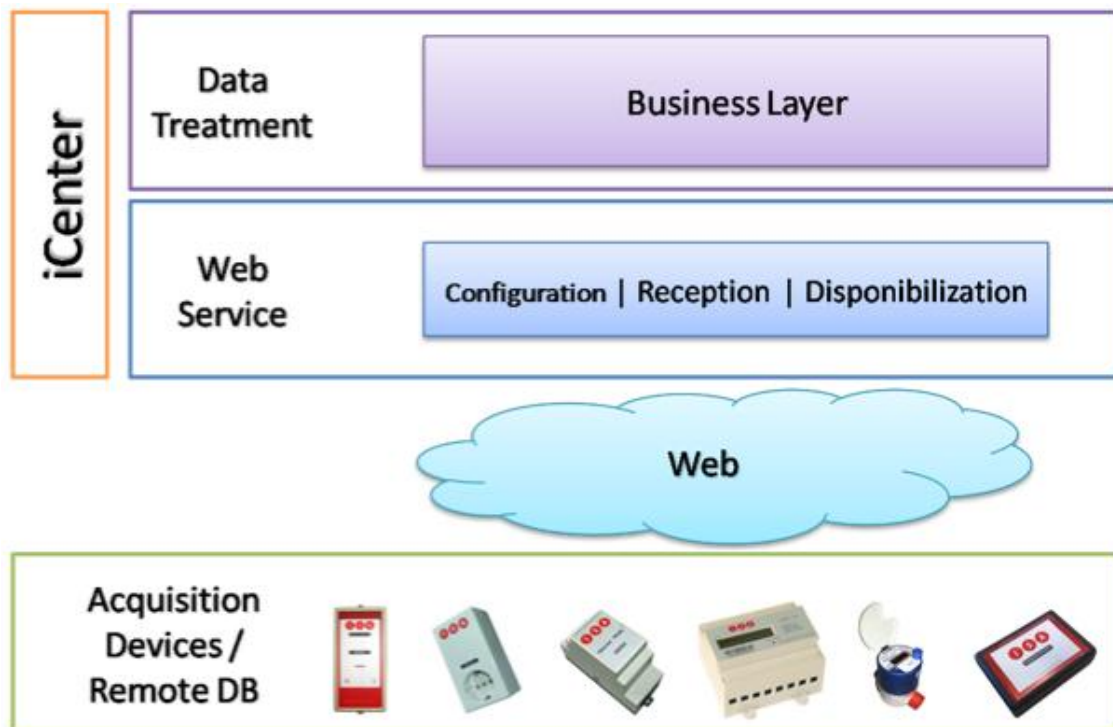 iCenter
Data
Treatment
Business Layer
Web
Service
Configuration | Reception | Disponibilization
Web
Acquisition
Devices /
Remote DB